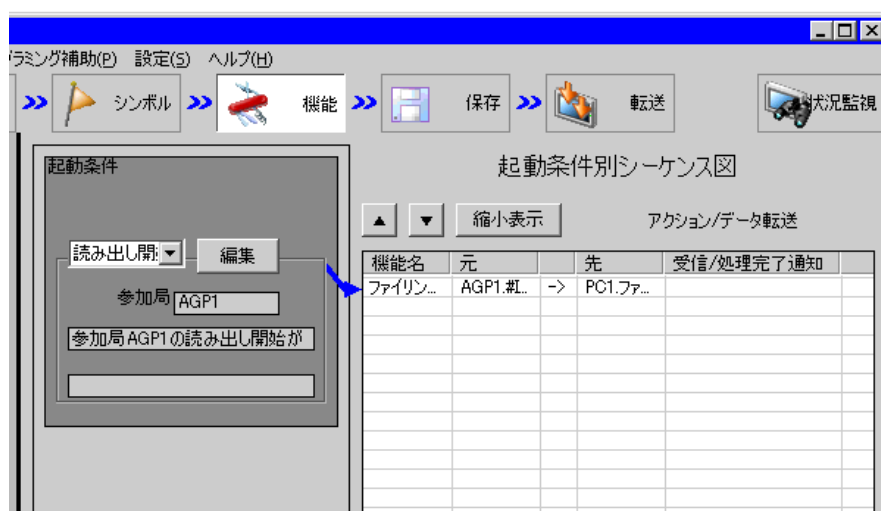 ラミング補助(P) 設定(S) ヘルプ(H)
シンボル 機能 保存 転送 状況監視
起動条件
起動条件別シーケンス図
縮小表示 アクション/データ転送
読み出し開 編集
機能名 元 先 受信/処理完了通知
ファイリン... AGP1.#I... -> PC1.ファ...
参加局 AGP1
参加局AGP1の読み出し開始が